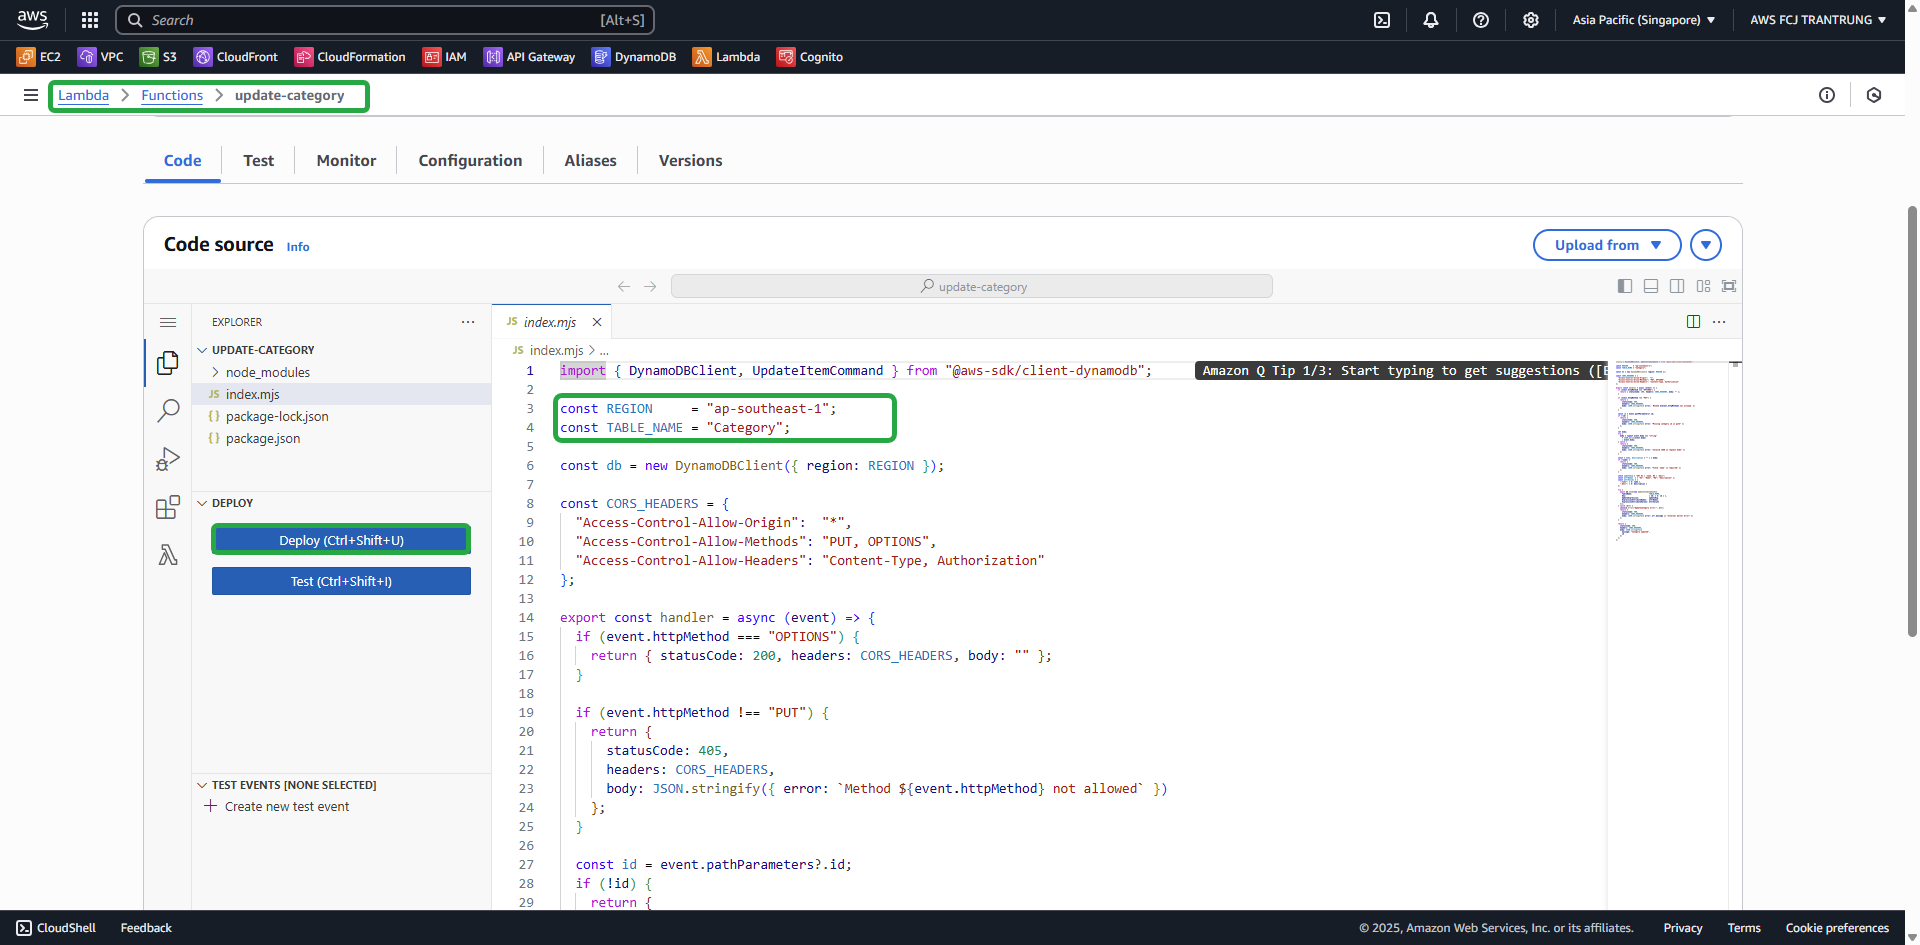 aws
Search [Alt+S]
Asia Pacific (Singapore)
AWS FCJ TRANTRUNG
EC2 VPC S3 CloudFront CloudFormation IAM API Gateway DynamoDB Lambda Cognito
Lambda > Functions > update-category
Code Test Monitor Configuration Aliases Versions
Code source Info
Upload from
update-category
EXPLORER
UPDATE-CATEGORY
node_modules
JS index.mjs
{} package-lock.json
{} package.json
DEPLOY
Deploy (Ctrl+Shift+U)
Test (Ctrl+Shift+I)
TEST EVENTS [NONE SELECTED]
Create new test event
JS index.mjs
JS index.mjs > ...
1 import { DynamoDBClient, UpdateItemCommand } from "@aws-sdk/client-dynamodb";
Amazon Q Tip 1/3: Start typing to get suggestions ([E
2
3 const REGION     = "ap-southeast-1";
4 const TABLE_NAME = "Category";
5
6 const db = new DynamoDBClient({ region: REGION });
7
8 const CORS_HEADERS = {
9   "Access-Control-Allow-Origin":  "*",
10   "Access-Control-Allow-Methods": "PUT, OPTIONS",
11   "Access-Control-Allow-Headers": "Content-Type, Authorization"
12 };
13
14 export const handler = async (event) => {
15   if (event.httpMethod === "OPTIONS") {
16     return { statusCode: 200, headers: CORS_HEADERS, body: "" };
17   }
18
19   if (event.httpMethod !== "PUT") {
20     return {
21       statusCode: 405,
22       headers: CORS_HEADERS,
23       body: JSON.stringify({ error: `Method ${event.httpMethod} not allowed` })
24     };
25   }
26
27   const id = event.pathParameters?.id;
28   if (!id) {
29     return {
CloudShell Feedback
© 2025, Amazon Web Services, Inc. or its affiliates. Privacy Terms Cookie preferences